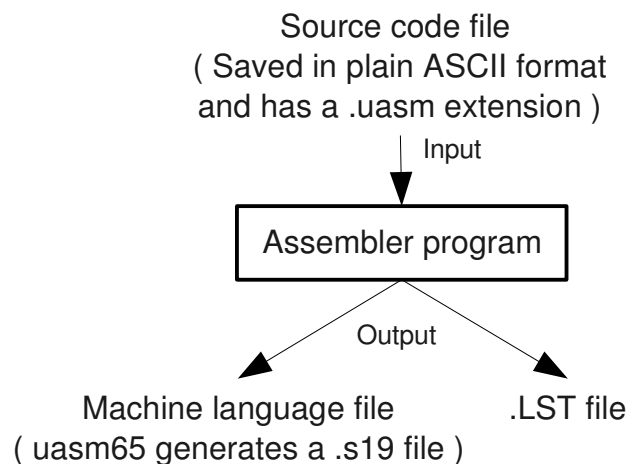 Source code file
( Saved in plain ASCII format
and has a .uasm extension )
Input
Assembler program
Output
Machine language file
( uasm65 generates a .s19 file )
.LST file